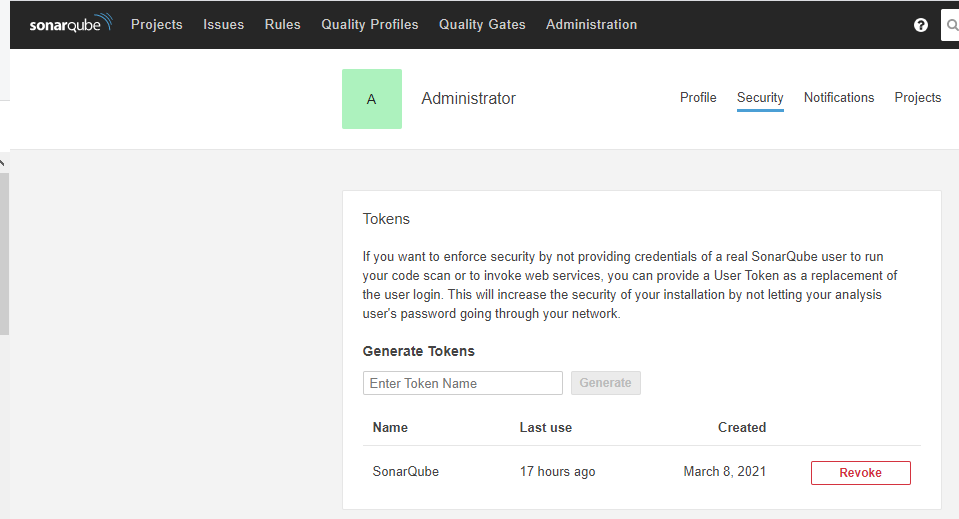 sonarqube Projects Issues Rules Quality Profiles Quality Gates Administration ?
A Administrator Profile Security Notifications Projects
Tokens
If you want to enforce security by not providing credentials of a real SonarQube user to run
your code scan or to invoke web services, you can provide a User Token as a replacement of
the user login. This will increase the security of your installation by not letting your analysis
user's password going through your network.
Generate Tokens
Enter Token Name Generate
Name Last use Created
SonarQube 17 hours ago March 8, 2021 Revoke